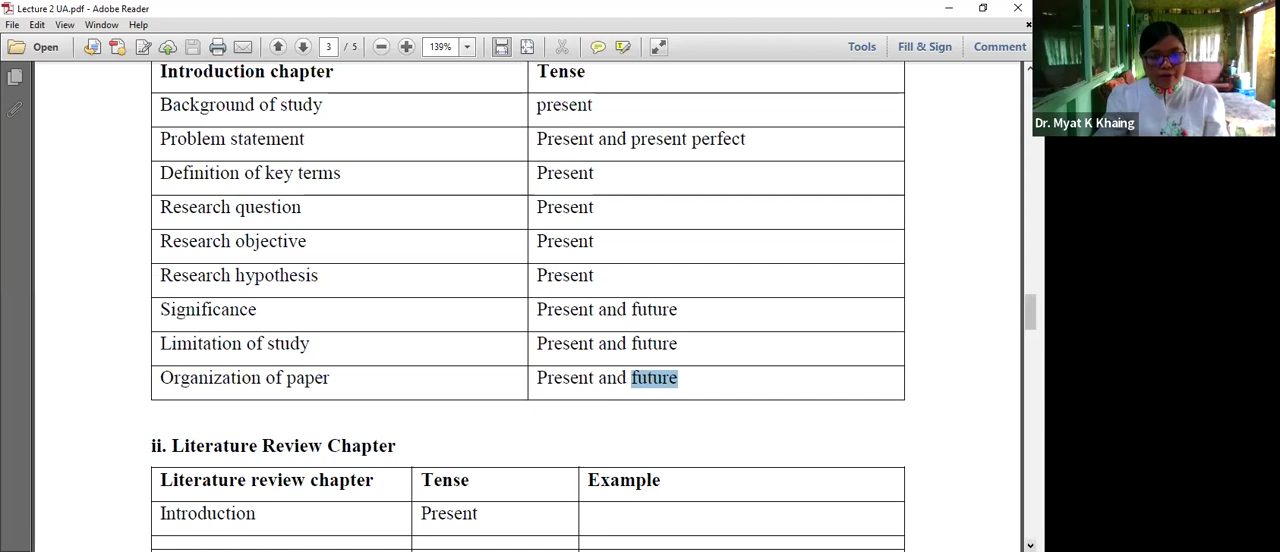 Lecture 2 UA.pdf - Adobe Reader
File Edit View Window Help
Open 3 / 5 139% Tools Fill & Sign Comment
Introduction chapter Tense
Background of study present
Problem statement Present and present perfect
Definition of key terms Present
Research question Present
Research objective Present
Research hypothesis Present
Significance Present and future
Limitation of study Present and future
Organization of paper Present and future
ii. Literature Review Chapter
Literature review chapter Tense Example
Introduction Present
Dr. Myat K Khaing